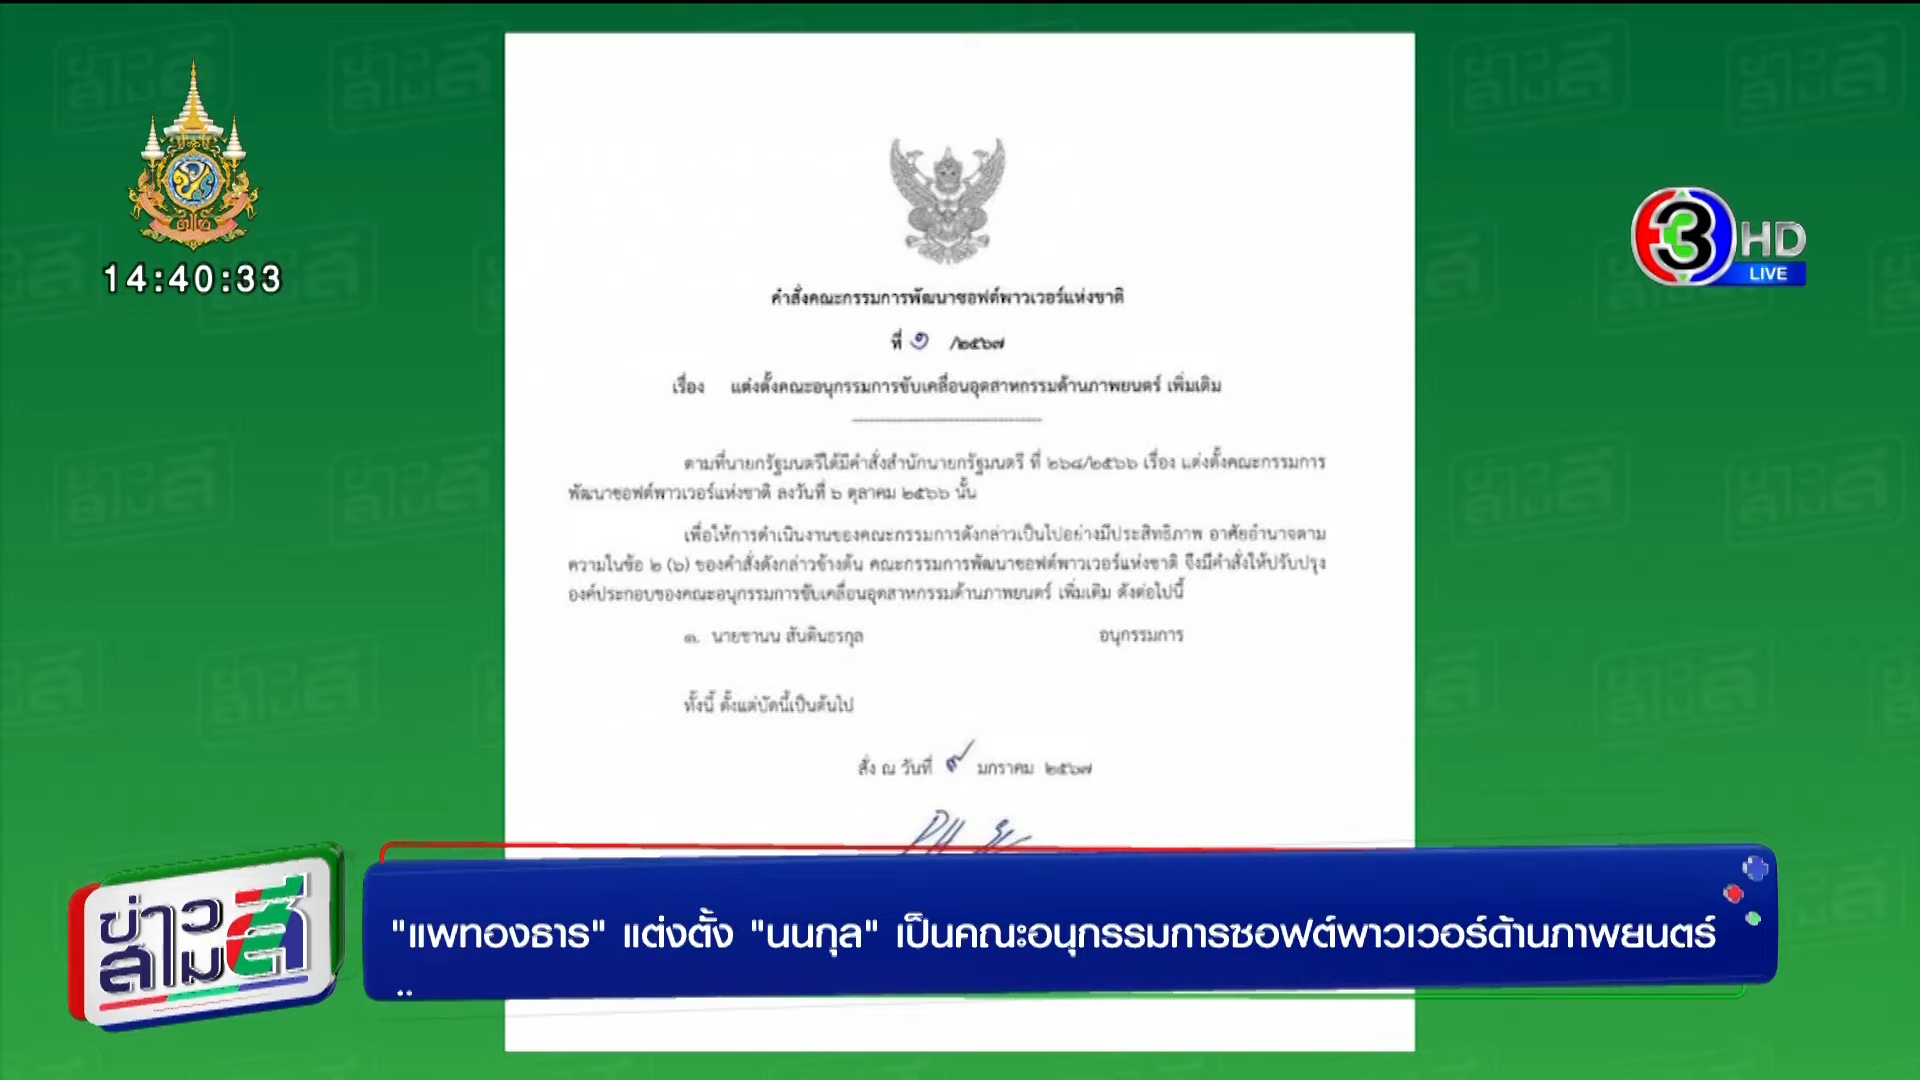 14:40:33
3 HD
LIVE
คำสั่งคณะกรรมการพัฒนาซอฟต์พาวเวอร์แห่งชาติ
ที่ ๑ /๒๕๖๗
เรื่อง แต่งตั้งคณะอนุกรรมการขับเคลื่อนอุตสาหกรรมด้านภาพยนตร์ เพิ่มเติม
ตามที่นายกรัฐมนตรีได้มีคำสั่งสำนักนายกรัฐมนตรี ที่ ๒๖๘/๒๕๖๖ เรื่อง แต่งตั้งคณะกรรมการ
พัฒนาซอฟต์พาวเวอร์แห่งชาติ ลงวันที่ ๖ ตุลาคม ๒๕๖๖ นั้น
เพื่อให้การดำเนินงานของคณะกรรมการดังกล่าวเป็นไปอย่างมีประสิทธิภาพ อาศัยอำนาจตาม
ความในข้อ ๒ (๖) ของคำสั่งดังกล่าวข้างต้น คณะกรรมการพัฒนาซอฟต์พาวเวอร์แห่งชาติ จึงมีคำสั่งให้ปรับปรุง
องค์ประกอบของคณะอนุกรรมการขับเคลื่อนอุตสาหกรรมด้านภาพยนตร์ เพิ่มเติม ดังต่อไปนี้
๑. นายชานน สันตินธรกุล อนุกรรมการ
ทั้งนี้ ตั้งแต่บัดนี้เป็นต้นไป
สั่ง ณ วันที่ ๙ มกราคม ๒๕๖๗
ข่าว
สามสี
"แพทองธาร" แต่งตั้ง "นนกุล" เป็นคณะอนุกรรมการซอฟต์พาวเวอร์ด้านภาพยนตร์